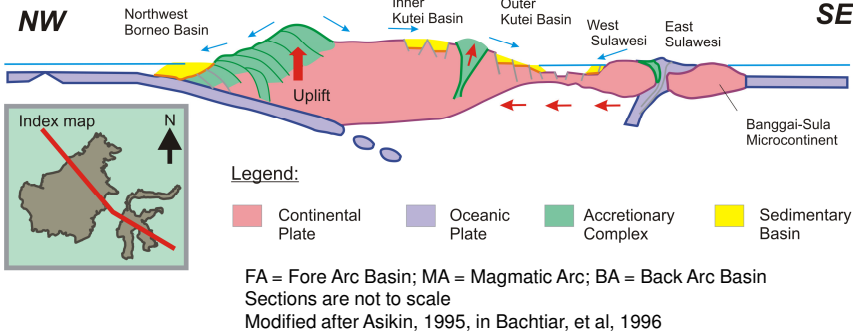 NW
SE
Northwest
Borneo Basin
Inner
Kutei Basin
Outer
Kutei Basin
West
Sulawesi
East
Sulawesi
Uplift
Banggai-Sula
Microcontinent
Index map
N
Legend:
Continental
Plate
Oceanic
Plate
Accretionary
Complex
Sedimentary
Basin
FA = Fore Arc Basin; MA = Magmatic Arc; BA = Back Arc Basin
Sections are not to scale
Modified after Asikin, 1995, in Bachtiar, et al, 1996